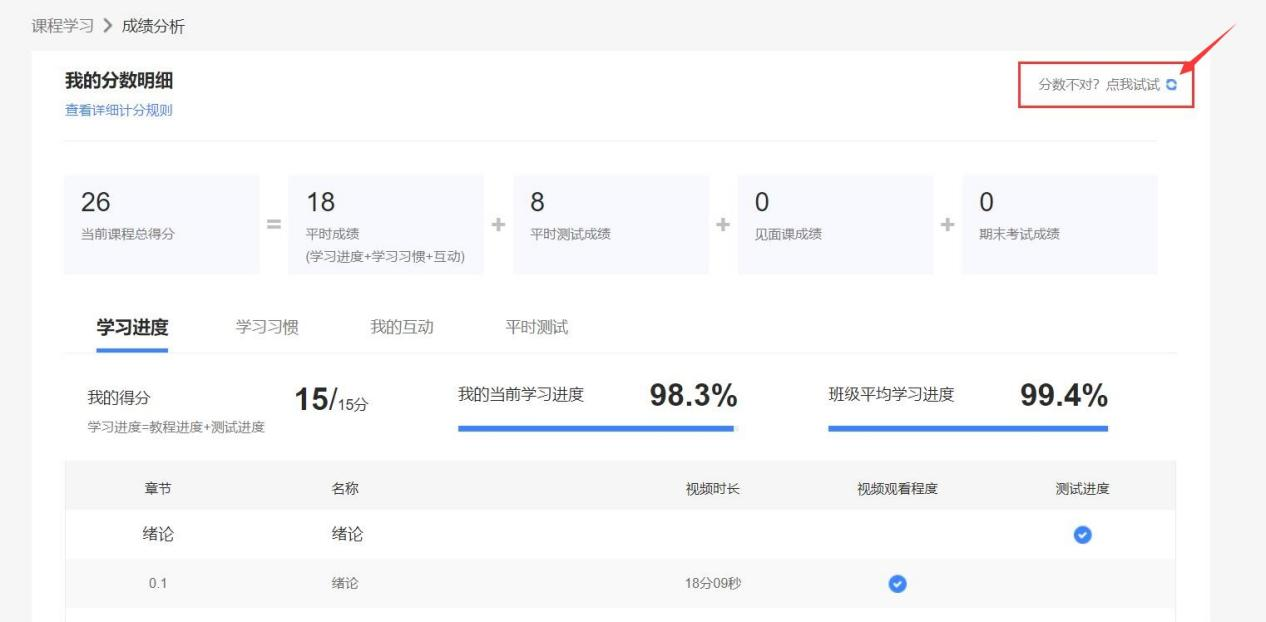 课程学习 > 成绩分析
我的分数明细
查看详细计分规则
分数不对？点我试试
26
当前课程总得分
=
18
平时成绩
(学习进度+学习习惯+互动)
+
8
平时测试成绩
+
0
见面课成绩
+
0
期末考试成绩
学习进度 学习习惯 我的互动 平时测试
我的得分 15/15分
学习进度=教程进度+测试进度
我的当前学习进度 98.3%
班级平均学习进度 99.4%
章节 名称 视频时长 视频观看程度 测试进度
绪论 绪论
0.1 绪论 18分09秒